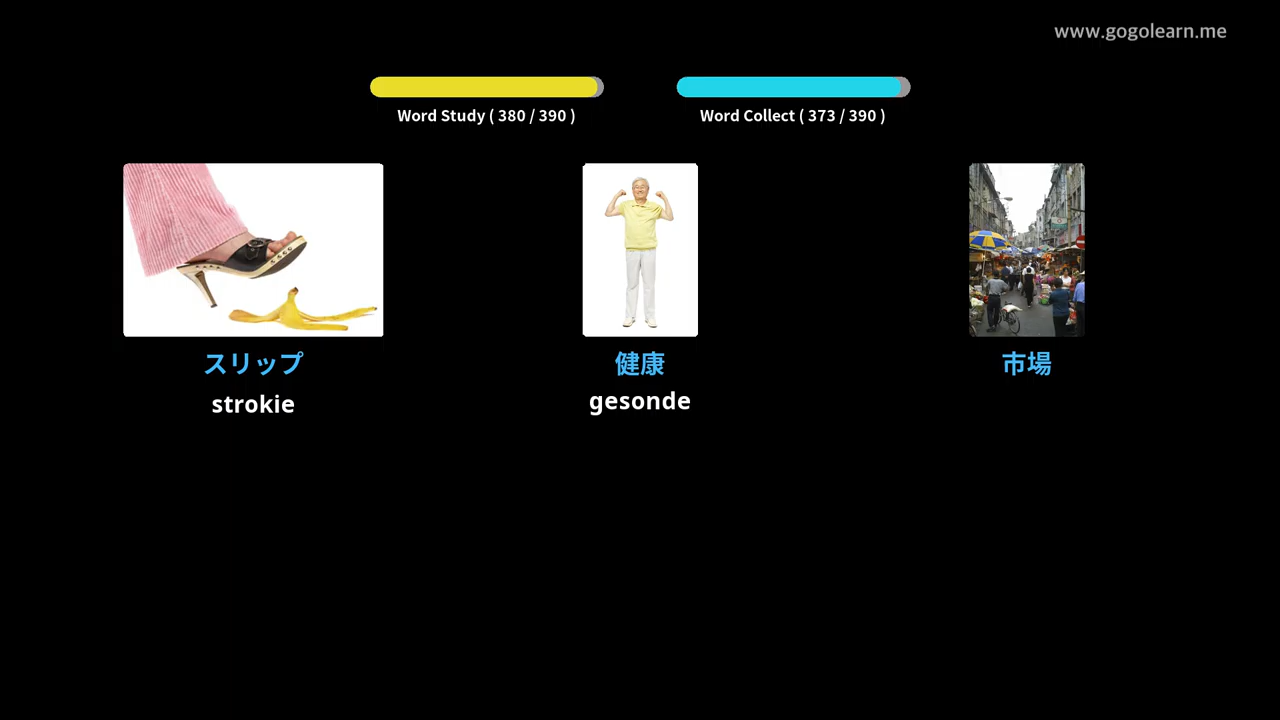 www.gogolearn.me
Word Study ( 380 / 390 )
Word Collect ( 373 / 390 )
スリップ
strokie
健康
gesonde
市場